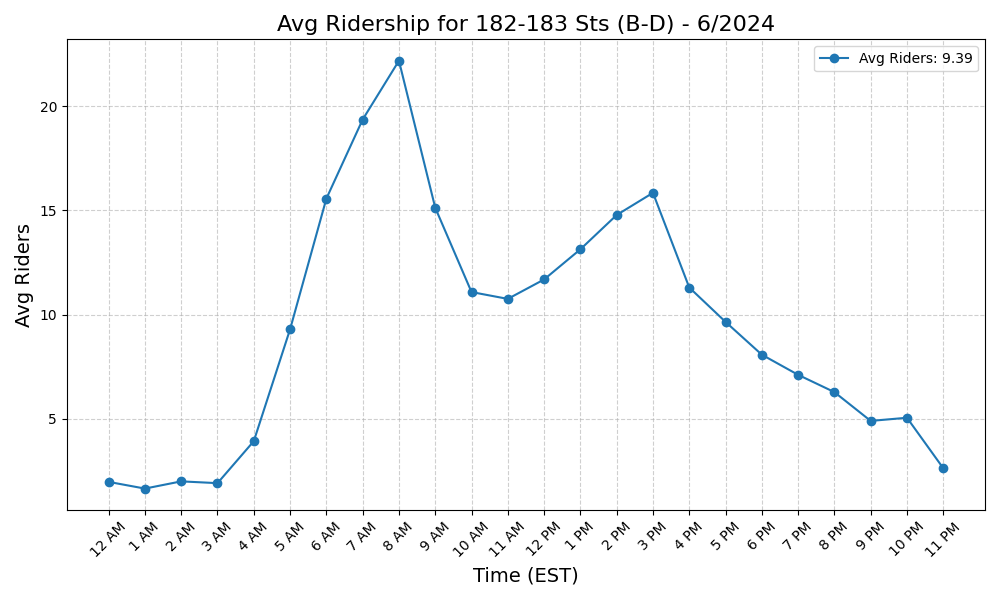 Avg Ridership for 182-183 Sts (B-D) - 6/2024
Avg Riders: 9.39
Avg Riders
20
15
10
5
12 AM
1 AM
2 AM
3 AM
4 AM
5 AM
6 AM
7 AM
8 AM
9 AM
10 AM
11 AM
12 PM
1 PM
2 PM
3 PM
4 PM
5 PM
6 PM
7 PM
8 PM
9 PM
10 PM
11 PM
Time (EST)